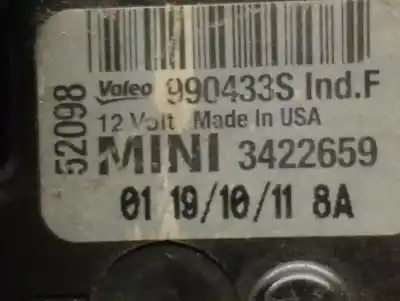 Valeo 990433S Ind.F
12 Volt Made In USA
MINI 3422659
01 19/10/11 8A
52098